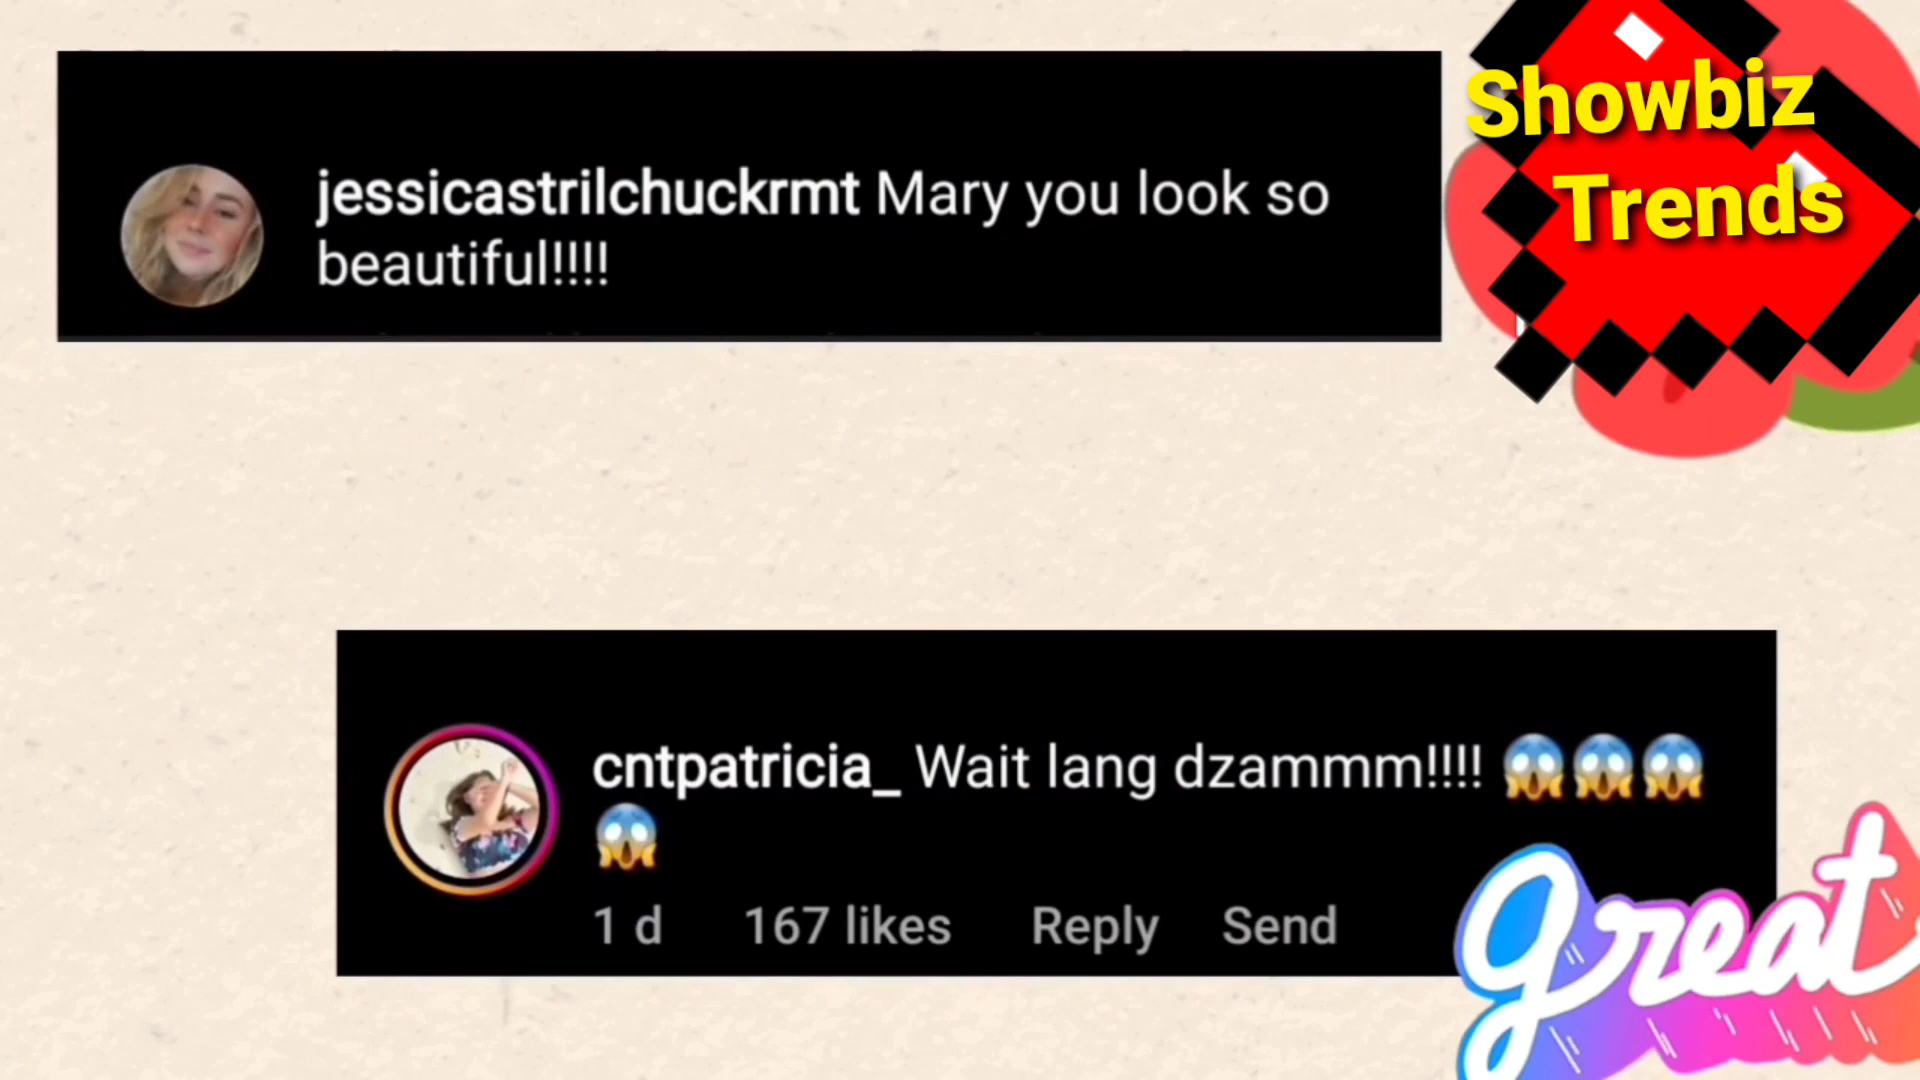 Showbiz
Trends
jessicastrilchuckrmt Mary you look so
beautiful!!!!
cntpatricia_ Wait lang dzammm!!!! 😱😱😱
😱
1 d 167 likes Reply Send
great